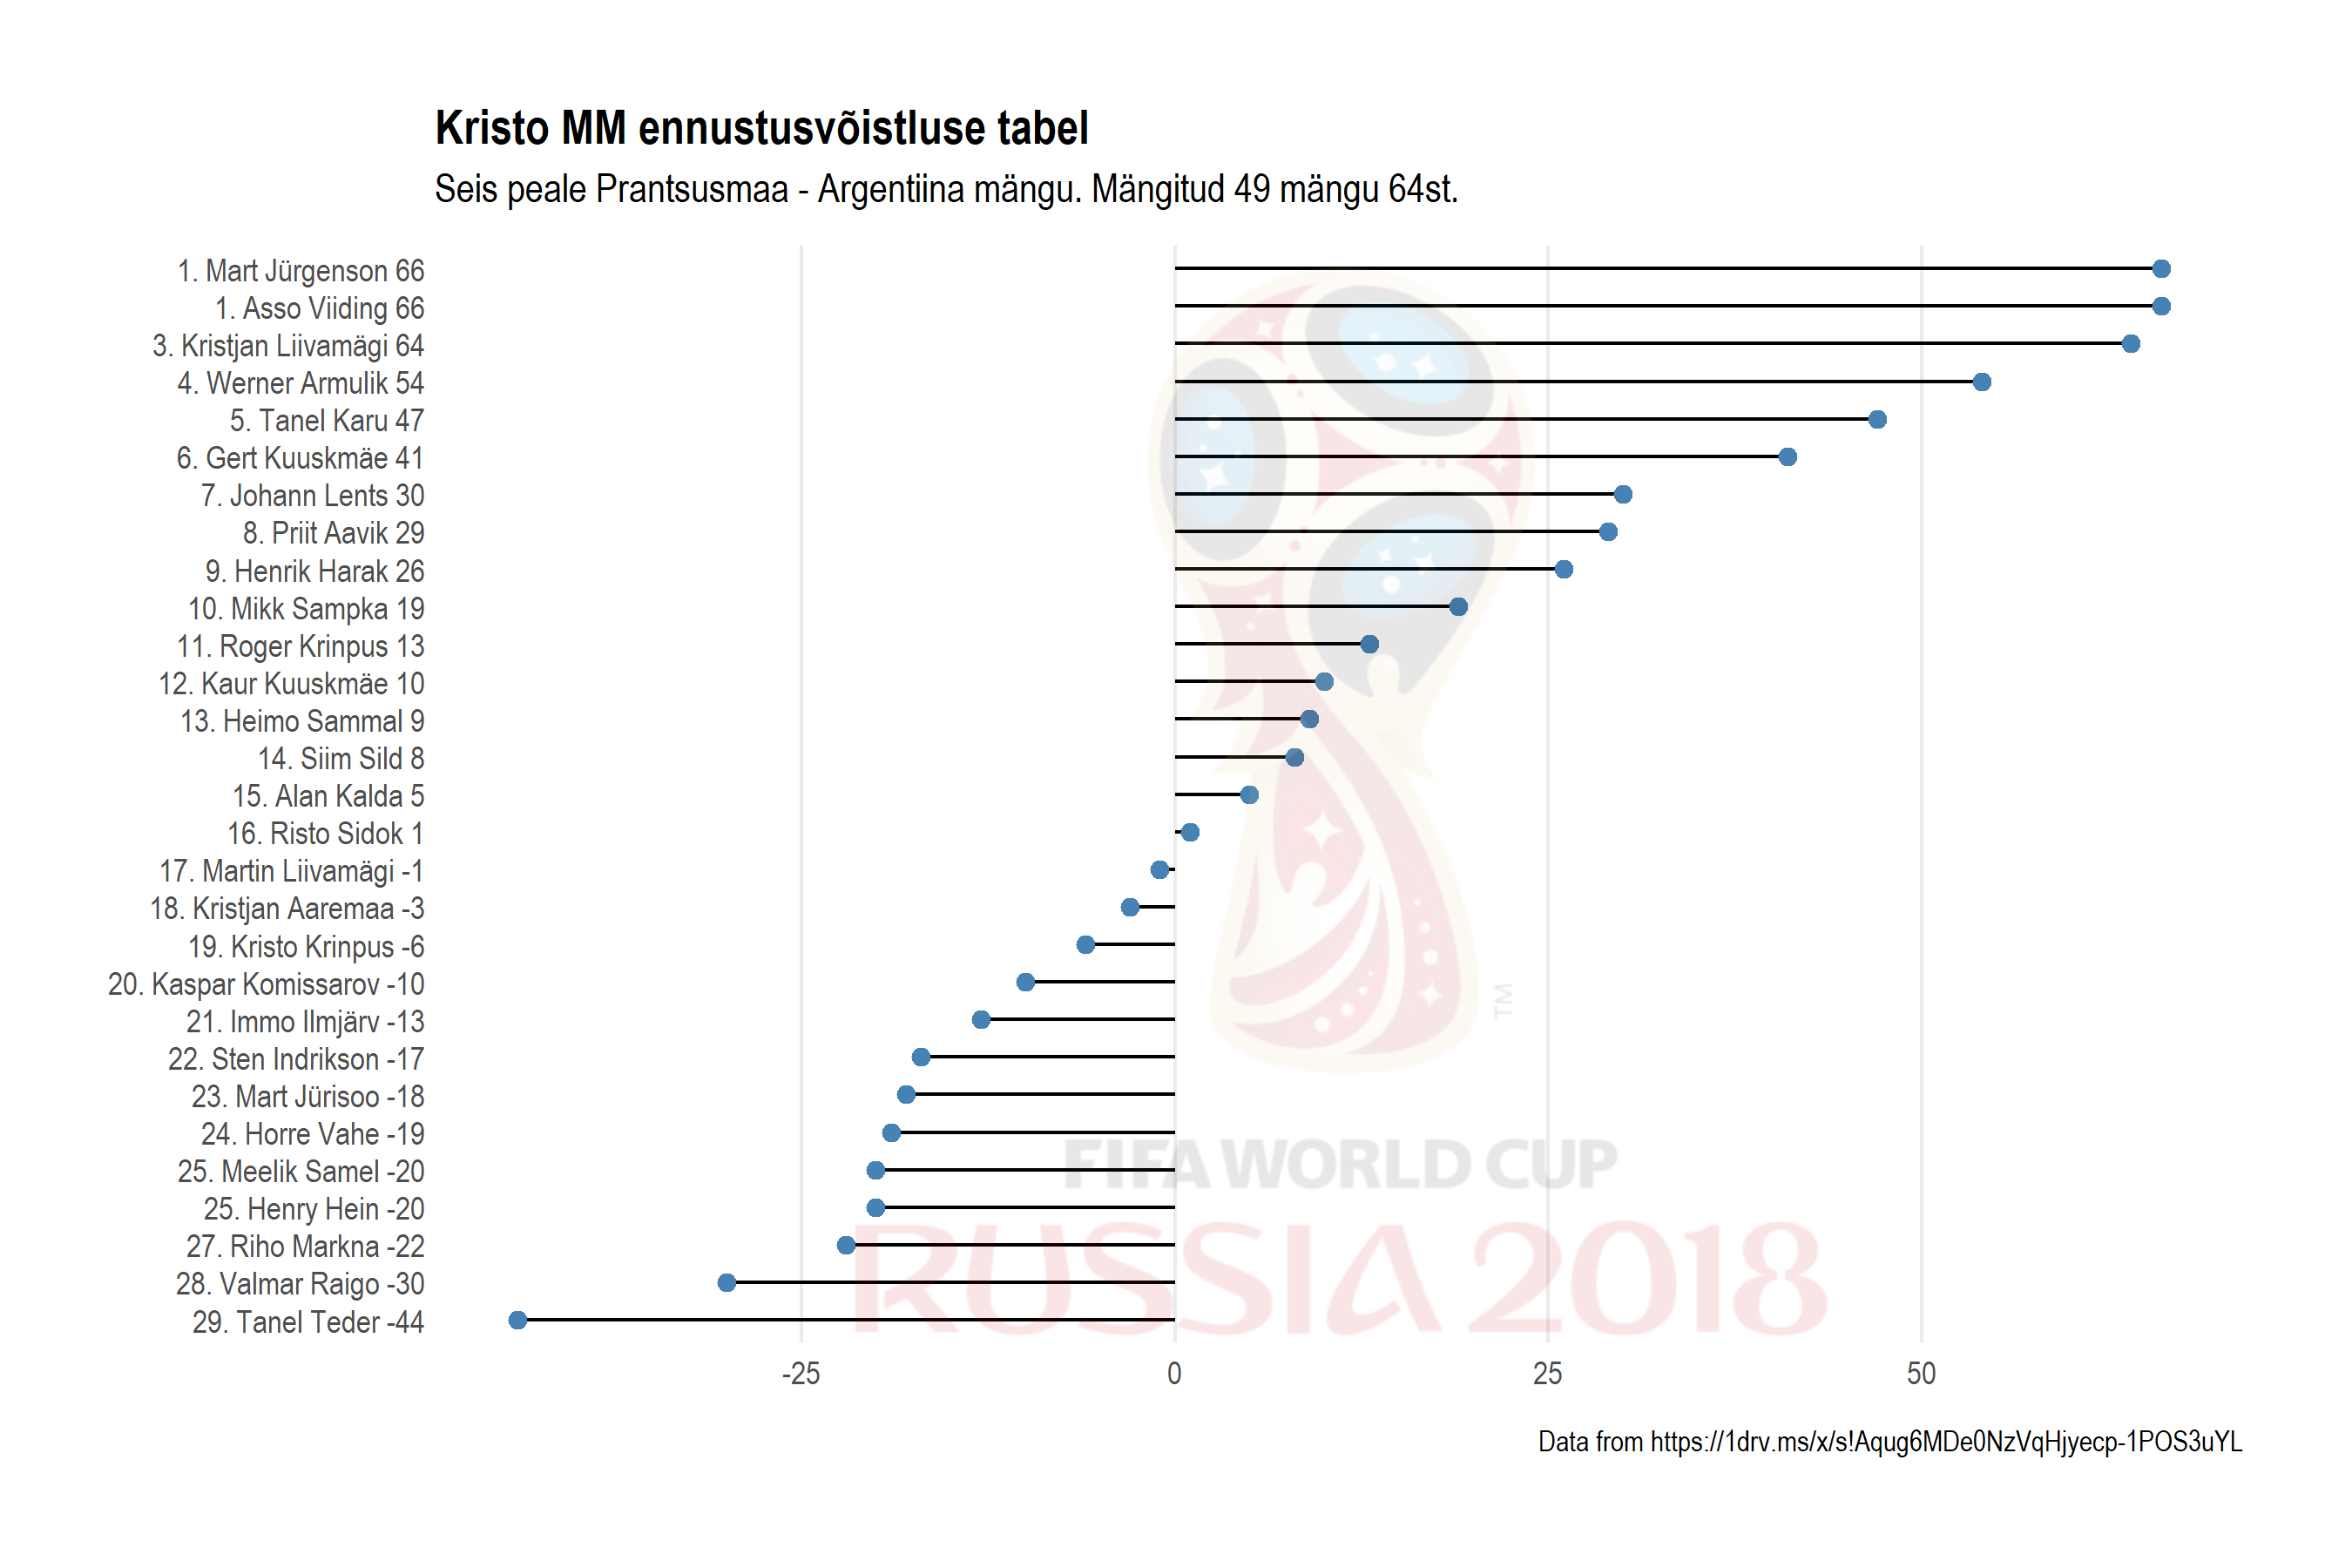 Kristo MM ennustusvõistluse tabel
Seis peale Prantsusmaa - Argentiina mängu. Mängitud 49 mängu 64st.
1. Mart Jürgenson 66
1. Asso Viiding 66
3. Kristjan Liivamägi 64
4. Werner Armulik 54
5. Tanel Karu 47
6. Gert Kuuskmäe 41
7. Johann Lents 30
8. Priit Aavik 29
9. Henrik Harak 26
10. Mikk Sampka 19
11. Roger Krinpus 13
12. Kaur Kuuskmäe 10
13. Heimo Sammal 9
14. Siim Sild 8
15. Alan Kalda 5
16. Risto Sidok 1
17. Martin Liivamägi -1
18. Kristjan Aaremaa -3
19. Kristo Krinpus -6
20. Kaspar Komissarov -10
21. Immo Ilmjärv -13
22. Sten Indrikson -17
23. Mart Jürisoo -18
24. Horre Vahe -19
25. Meelik Samel -20
25. Henry Hein -20
27. Riho Markna -22
28. Valmar Raigo -30
29. Tanel Teder -44
TM
FIFA WORLD CUP
RUSSIA 2018
-25 0 25 50
Data from https://1drv.ms/x/s!Aqug6MDe0NzVqHjyecp-1POS3uYL